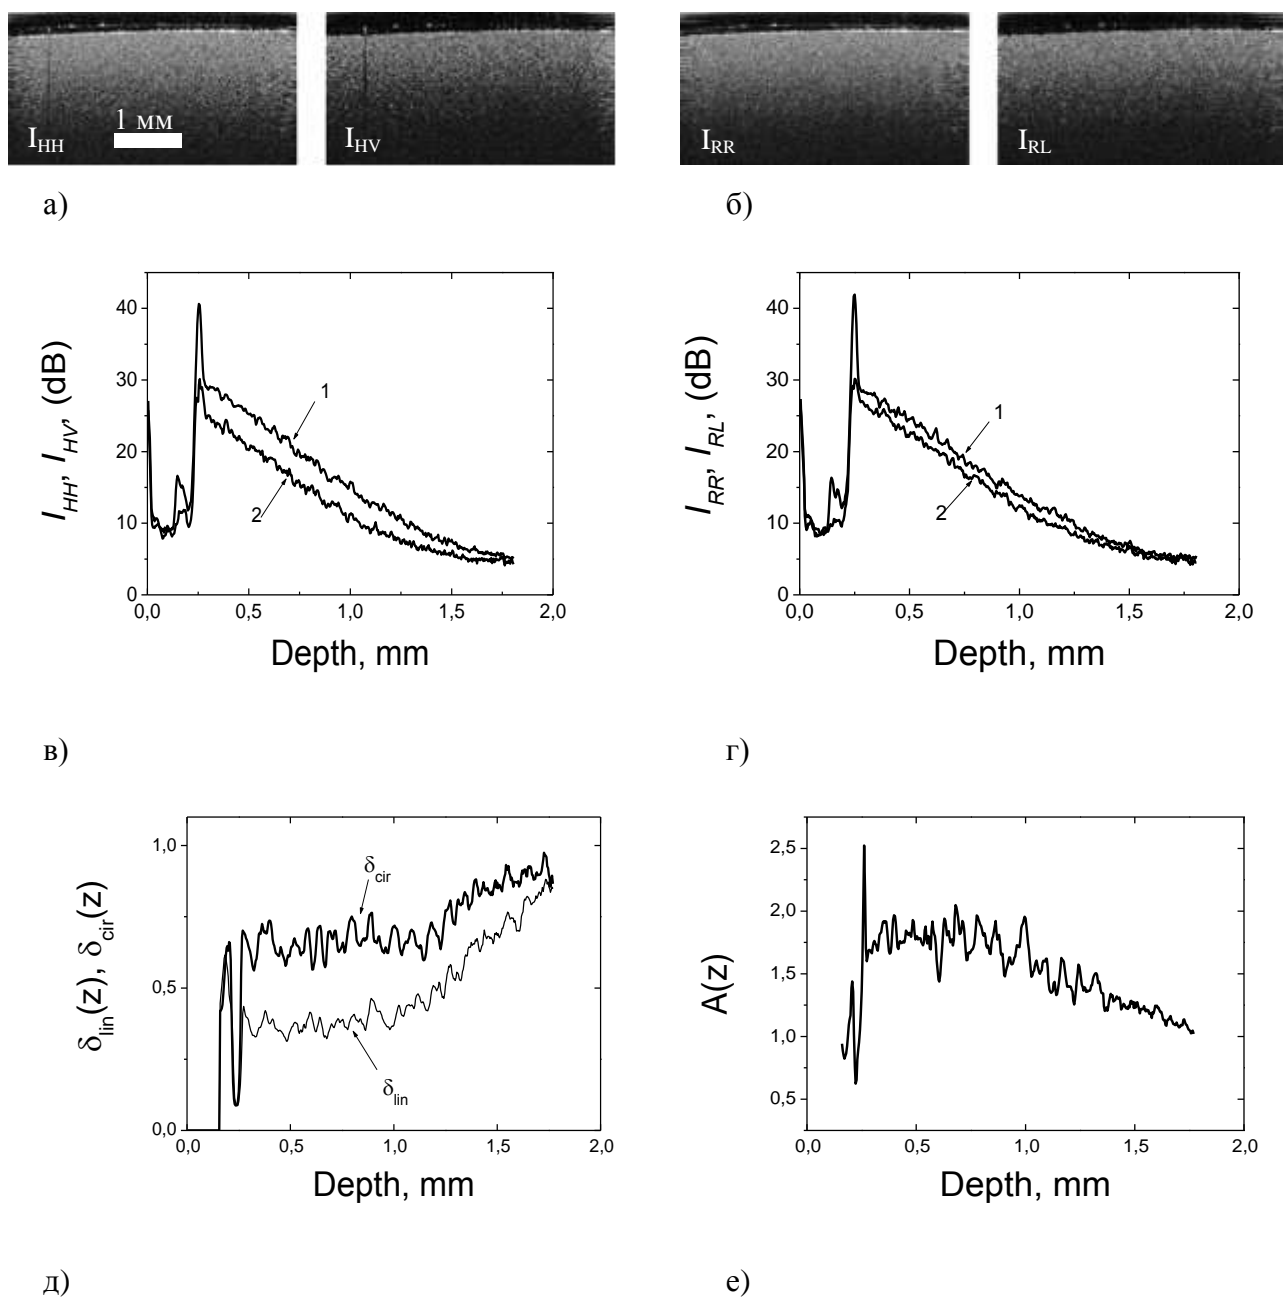 I_HH 1 мм I_HV I_RR I_RL
а) б)
I_HH, I_HV, (dB)
40
30
20
10
0
1
2
0,0 0,5 1,0 1,5 2,0
Depth, mm
I_RR, I_RL, (dB)
40
30
20
10
0
1
2
0,0 0,5 1,0 1,5 2,0
Depth, mm
в) г)
δ_lin(z), δ_cir(z)
1,0
0,5
0,0
δ_cir
δ_lin
0,0 0,5 1,0 1,5 2,0
Depth, mm
A(z)
2,5
2,0
1,5
1,0
0,5
0,0 0,5 1,0 1,5 2,0
Depth, mm
д) е)